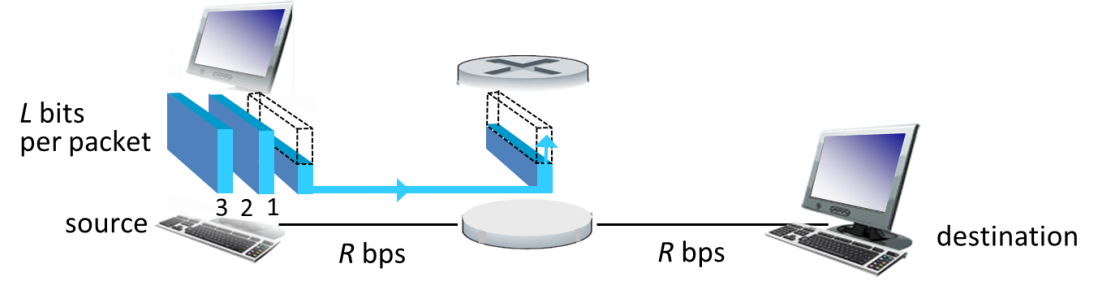 L bits
per packet
3 2 1
source
R bps
R bps
destination